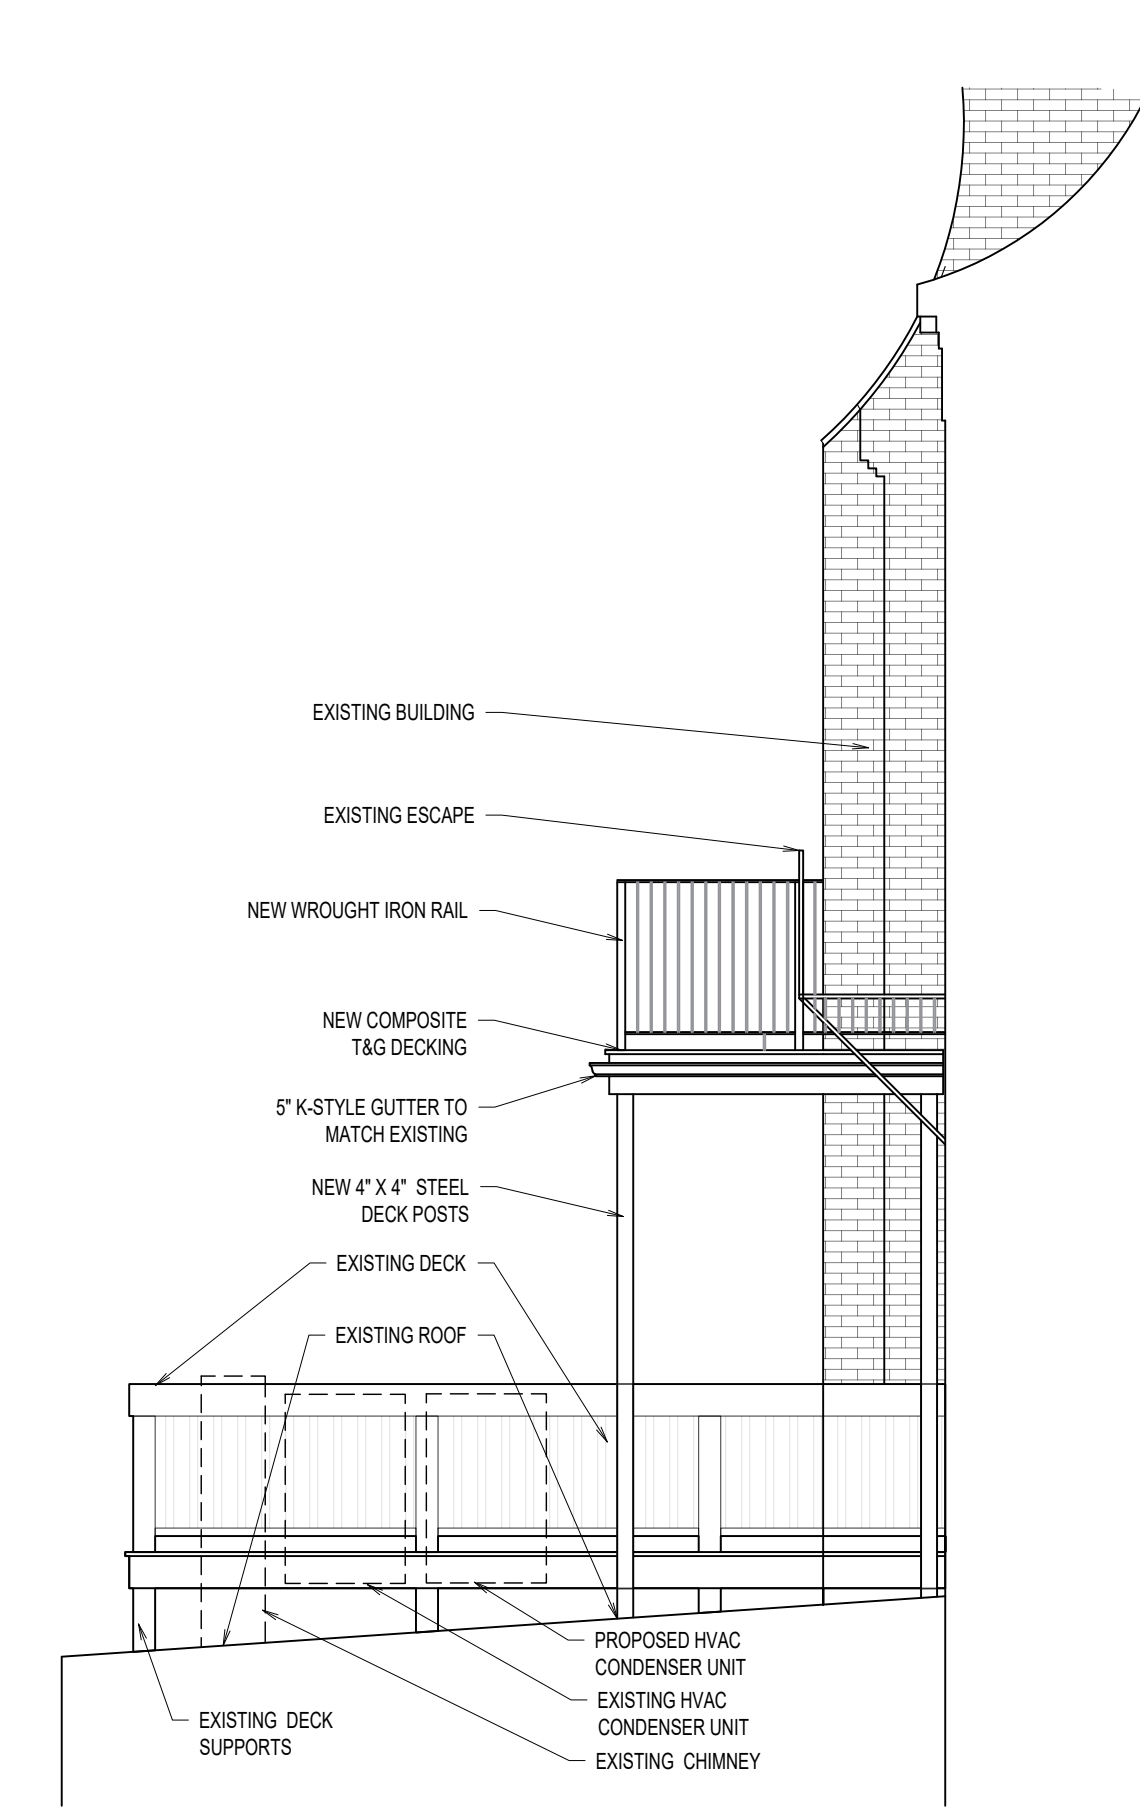 EXISTING BUILDING
EXISTING ESCAPE
NEW WROUGHT IRON RAIL
NEW COMPOSITE
T&G DECKING
5" K-STYLE GUTTER TO
MATCH EXISTING
NEW 4" X 4" STEEL
DECK POSTS
EXISTING DECK
EXISTING ROOF
PROPOSED HVAC
CONDENSER UNIT
EXISTING HVAC
CONDENSER UNIT
EXISTING CHIMNEY
EXISTING DECK
SUPPORTS